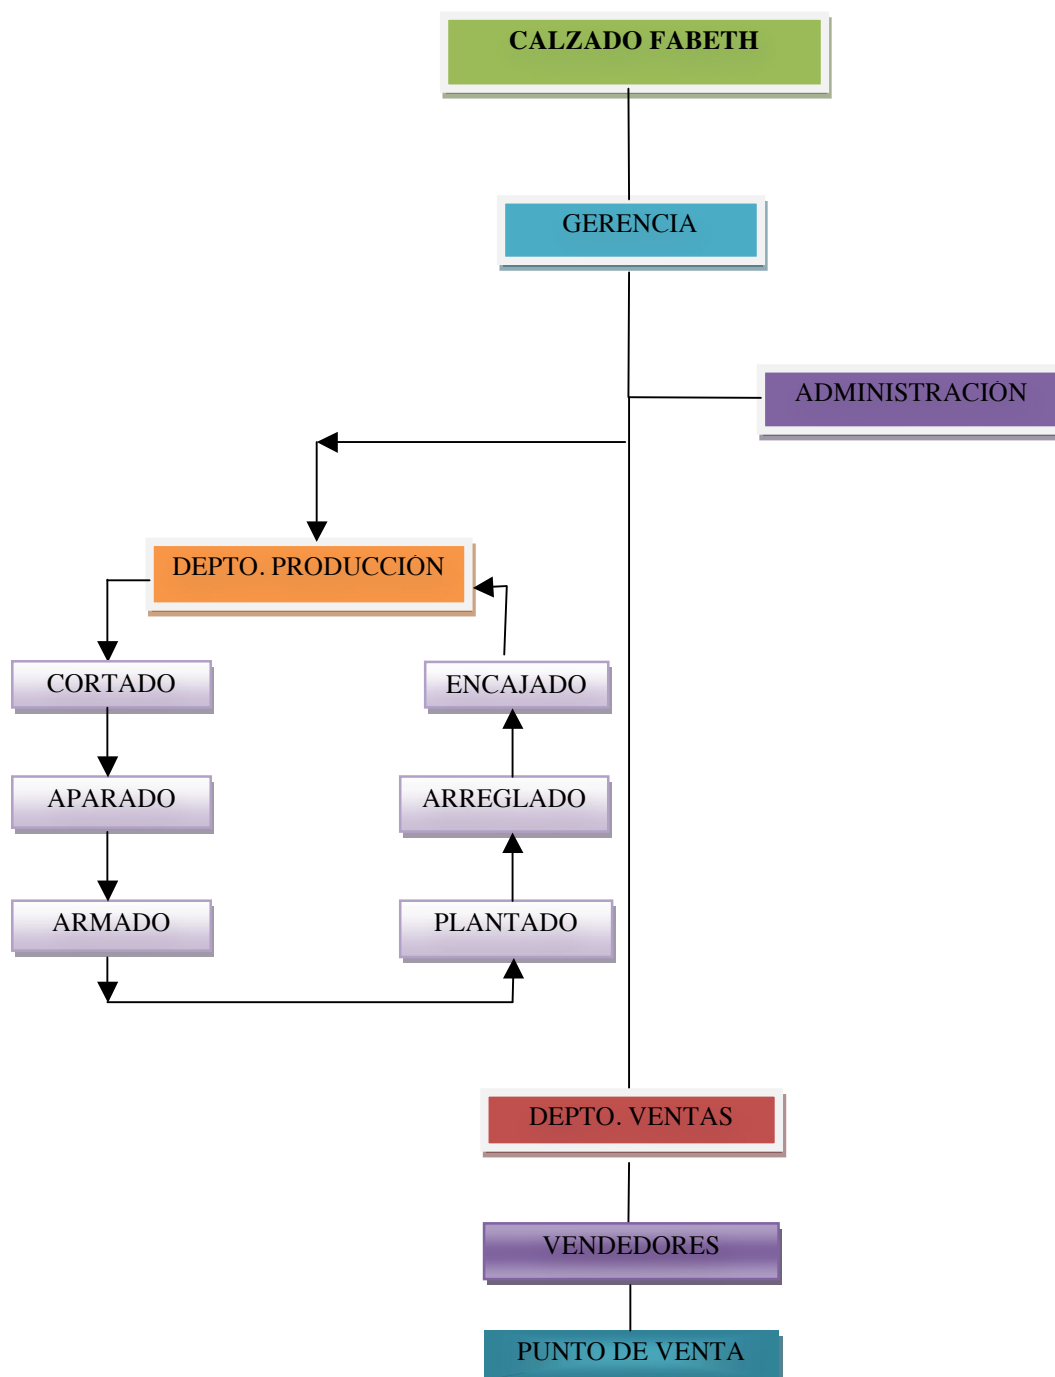 CALZADO FABETH
GERENCIA
ADMINISTRACIÓN
DEPTO. PRODUCCIÓN
CORTADO
ENCAJADO
APARADO
ARREGLADO
ARMADO
PLANTADO
DEPTO. VENTAS
VENDEDORES
PUNTO DE VENTA